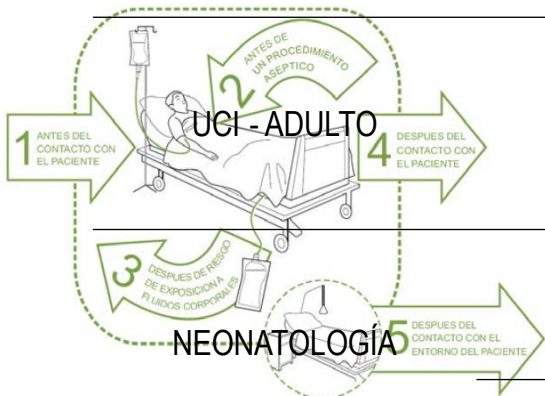 1
ANTES DEL
CONTACTO CON
EL PACIENTE
2
ANTES DE
UN PROCEDIMIENTO
ASEPTICO
UCI - ADULTO
3
DESPUES DE RIESGO
DE EXPOSICION A
FLUIDOS CORPORALES
4
DESPUES DEL
CONTACTO CON
EL PACIENTE
NEONATOLOGÍA
5
DESPUES DEL
CONTACTO CON EL
ENTORNO DEL PACIENTE